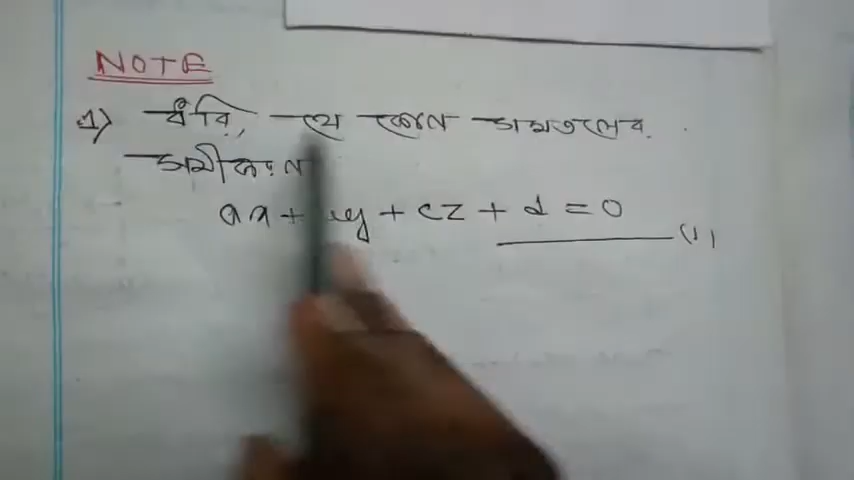 NOTE
1) ধরি, যে কোন সমতলের
সমীকরণ
ax + by + cz + d = 0 (1)